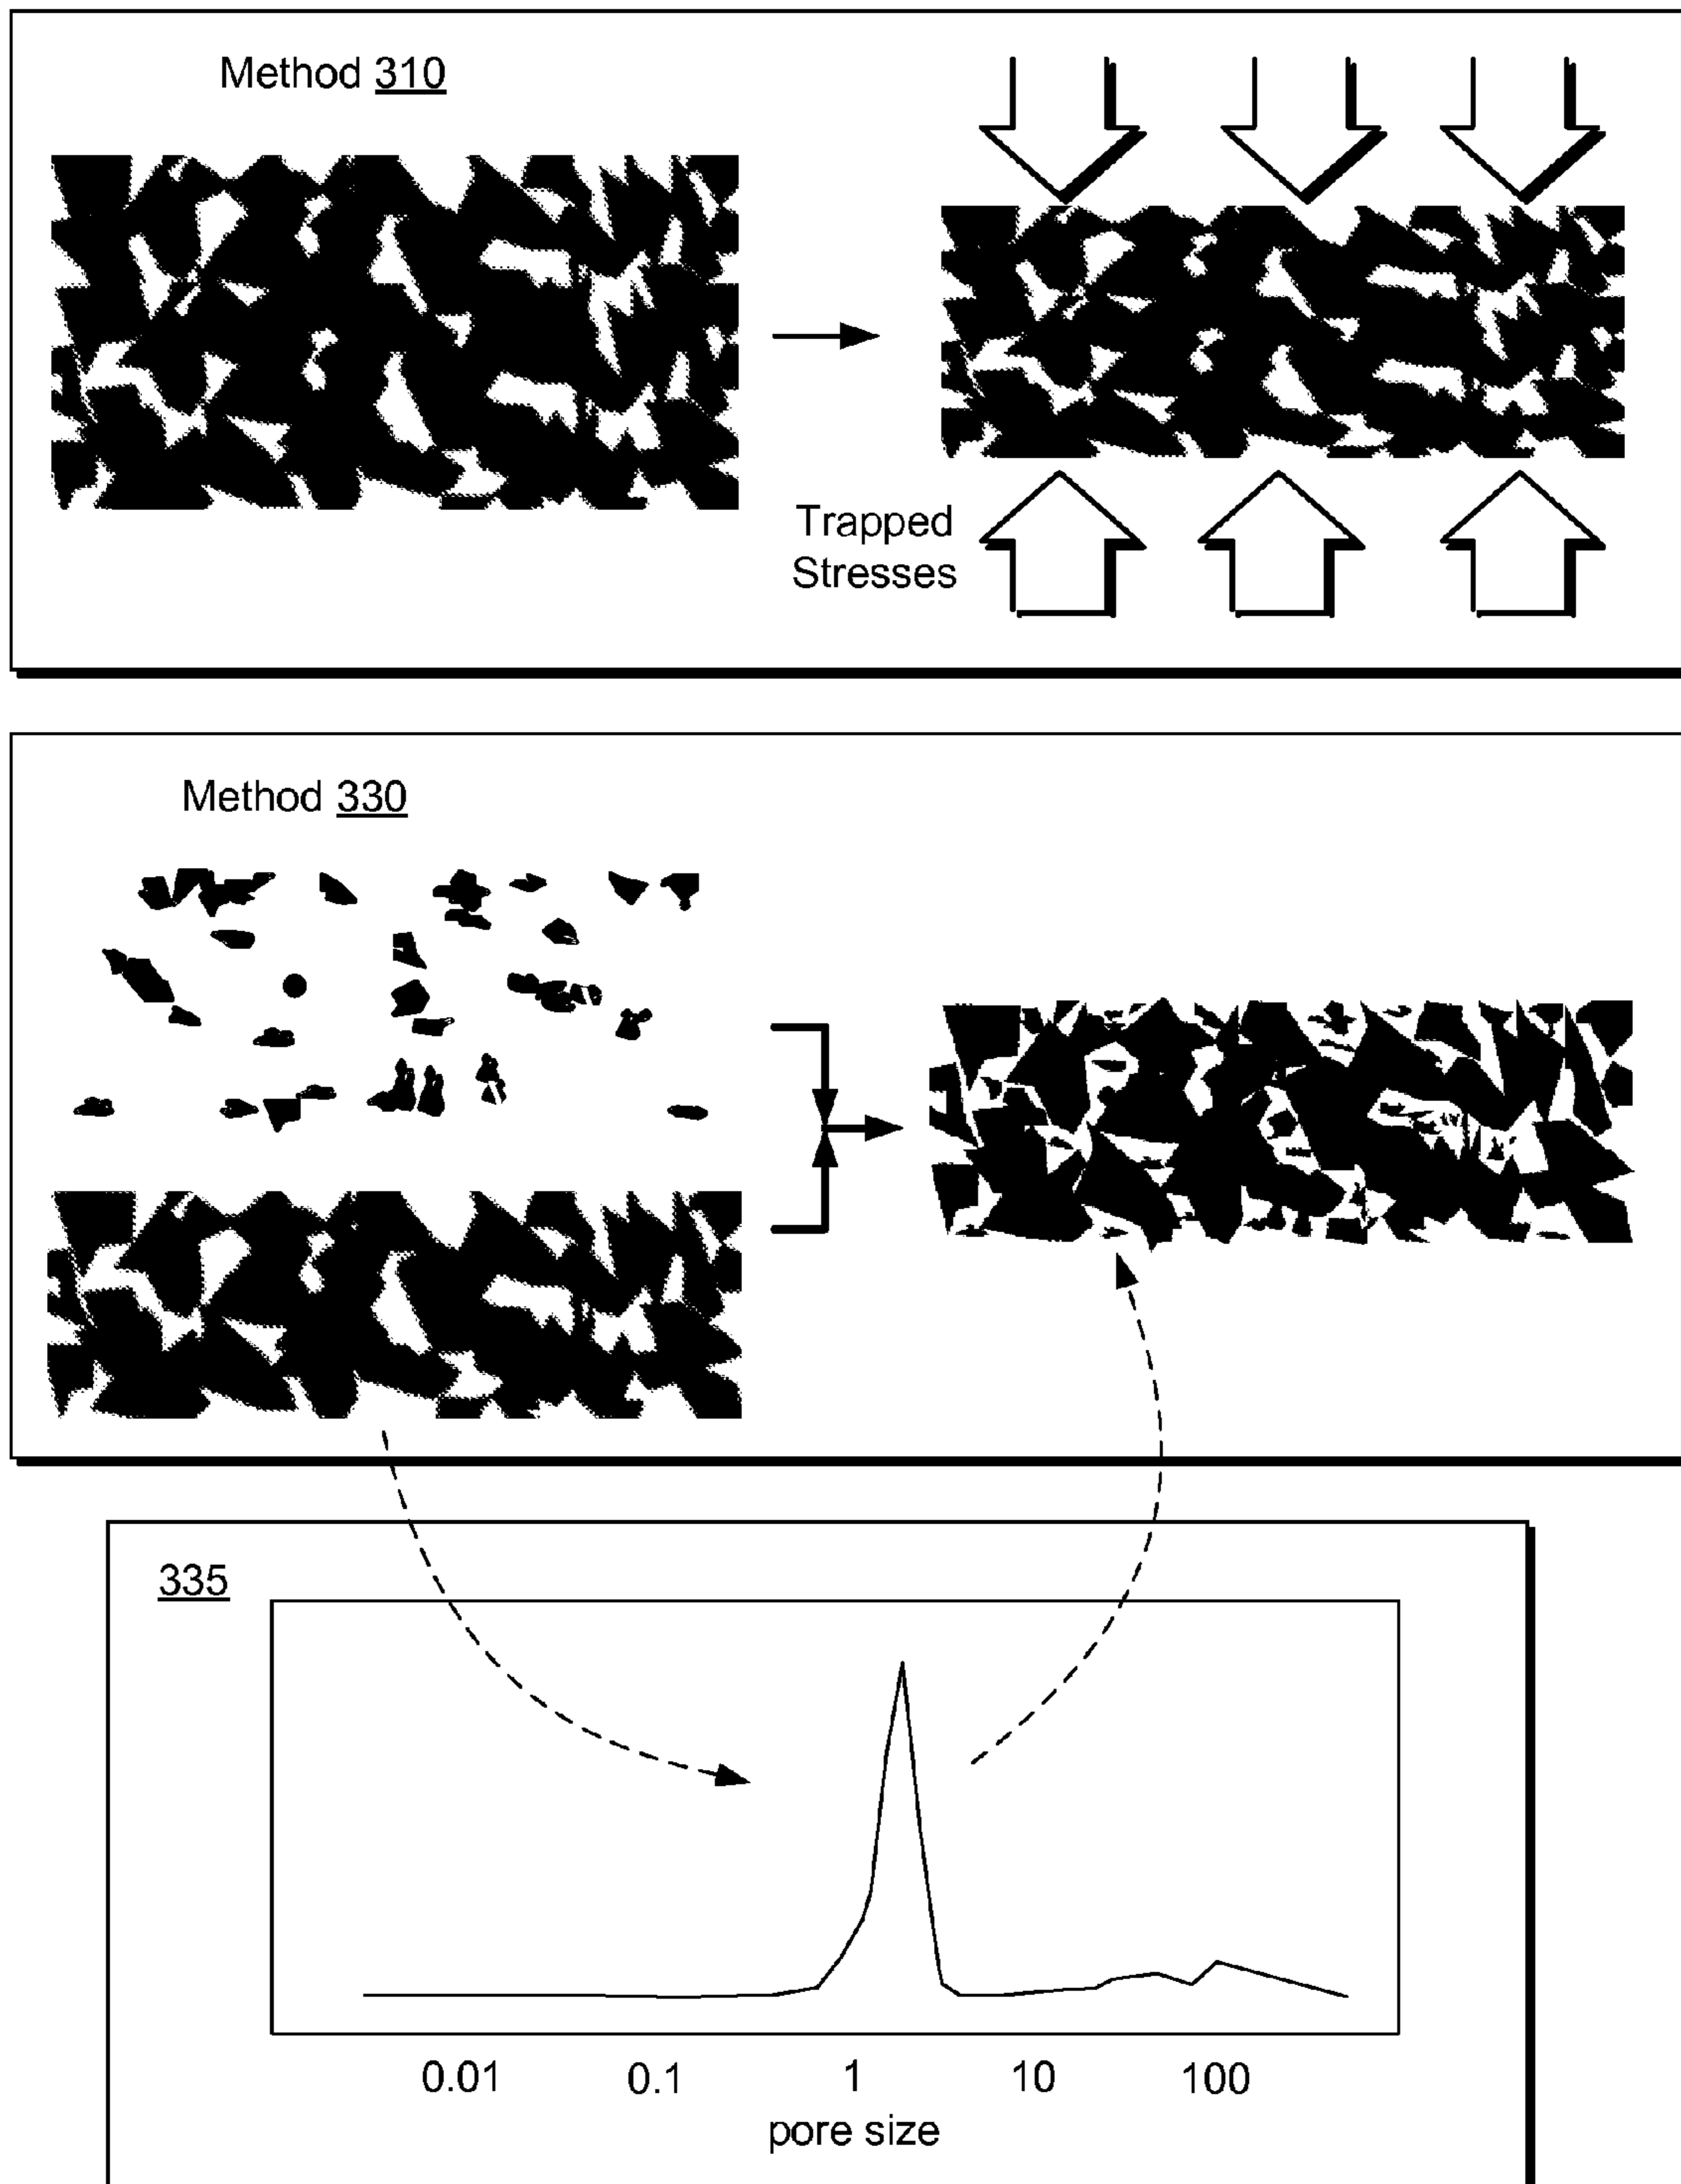 Method 310
Trapped
Stresses
Method 330
335
0.01 0.1 1 10 100
pore size